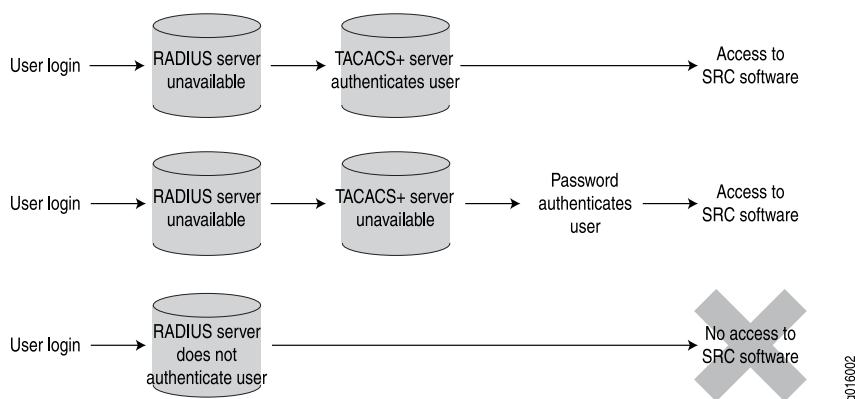 User login
RADIUS server
unavailable
TACACS+ server
authenticates user
Access to
SRC software
User login
RADIUS server
unavailable
TACACS+ server
unavailable
Password
authenticates
user
Access to
SRC software
User login
RADIUS server
does not
authenticate user
No access to
SRC software
g016002